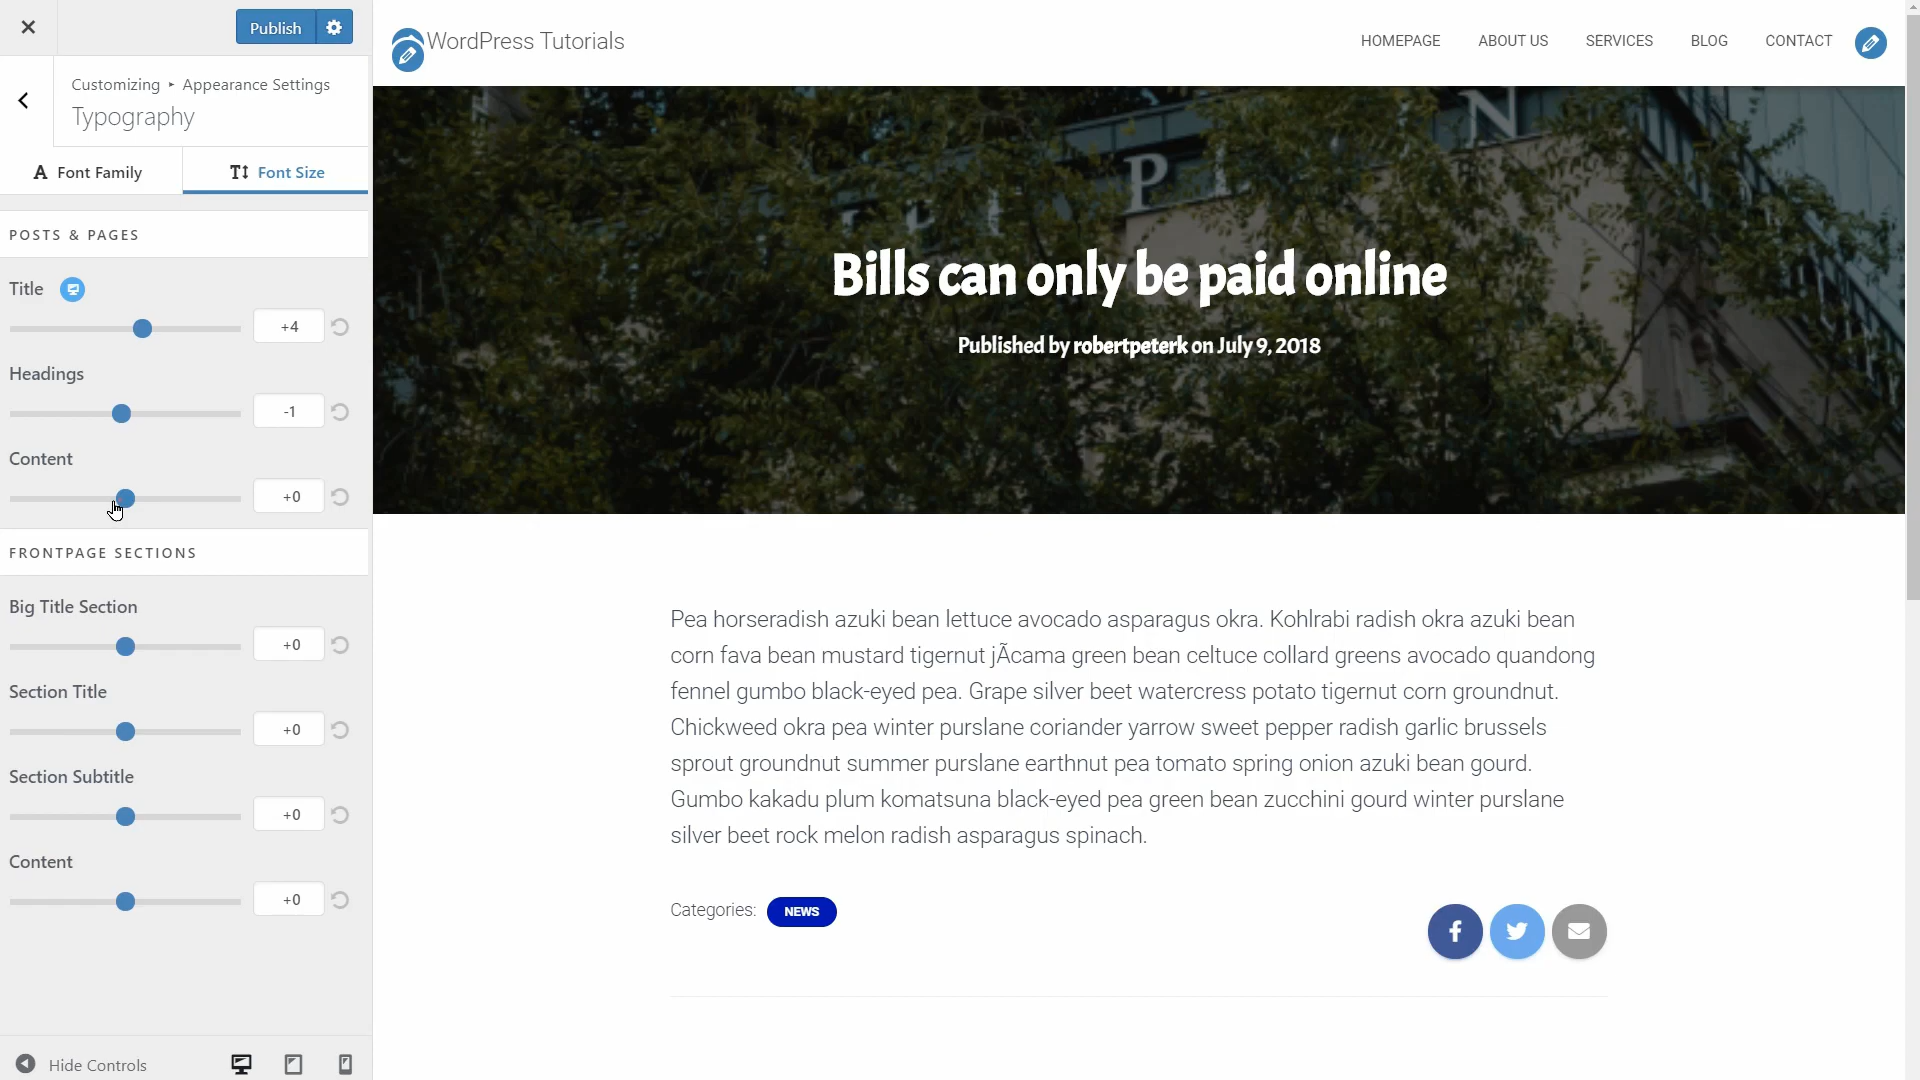 Publish
Customizing ▸ Appearance Settings
Typography
A Font Family
T Font Size
POSTS & PAGES
Title
+4
Headings
-1
Content
+0
FRONTPAGE SECTIONS
Big Title Section
+0
Section Title
+0
Section Subtitle
+0
Content
+0
Hide Controls
WordPress Tutorials
HOMEPAGE ABOUT US SERVICES BLOG CONTACT
N
P
Bills can only be paid online
Published by robertpeterk on July 9, 2018
Pea horseradish azuki bean lettuce avocado asparagus okra. Kohlrabi radish okra azuki bean
corn fava bean mustard tigernut jÃcama green bean celtuce collard greens avocado quandong
fennel gumbo black-eyed pea. Grape silver beet watercress potato tigernut corn groundnut.
Chickweed okra pea winter purslane coriander yarrow sweet pepper radish garlic brussels
sprout groundnut summer purslane earthnut pea tomato spring onion azuki bean gourd.
Gumbo kakadu plum komatsuna black-eyed pea green bean zucchini gourd winter purslane
silver beet rock melon radish asparagus spinach.
Categories: NEWS